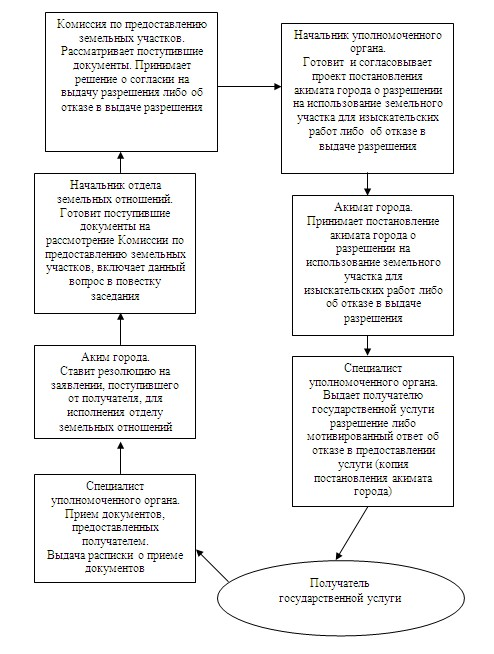 Комиссия по предоставлению
земельных участков.
Рассматривает поступившие
документы. Принимает
решение о согласии на
выдачу разрешения либо об
отказе в выдаче разрешения
Начальник уполномоченного
органа.
Готовит и согласовывает
проект постановления
акимата города о разрешении
на использование земельного
участка для изыскательских
работ либо об отказе в
выдаче разрешения
Начальник отдела
земельных отношений.
Готовит поступившие
документы на
рассмотрение Комиссии по
предоставлению земельных
участков, включает данный
вопрос в повестку
заседания
Акимат города.
Принимает постановление
акимата города о
разрешении на
использование земельного
участка для
изыскательских работ либо
об отказе в выдаче
разрешения
Аким города.
Ставит резолюцию на
заявлении, поступившего
от получателя, для
исполнения отделу
земельных отношений
Специалист
уполномоченного органа.
Выдает получателю
государственной услуги
разрешение либо
мотивированный ответ об
отказе в предоставлении
услуги (копия
постановления акимата
города)
Специалист
уполномоченного органа.
Прием документов,
предоставленных
получателем.
Выдача расписки о приеме
документов
Получатель
государственной услуги